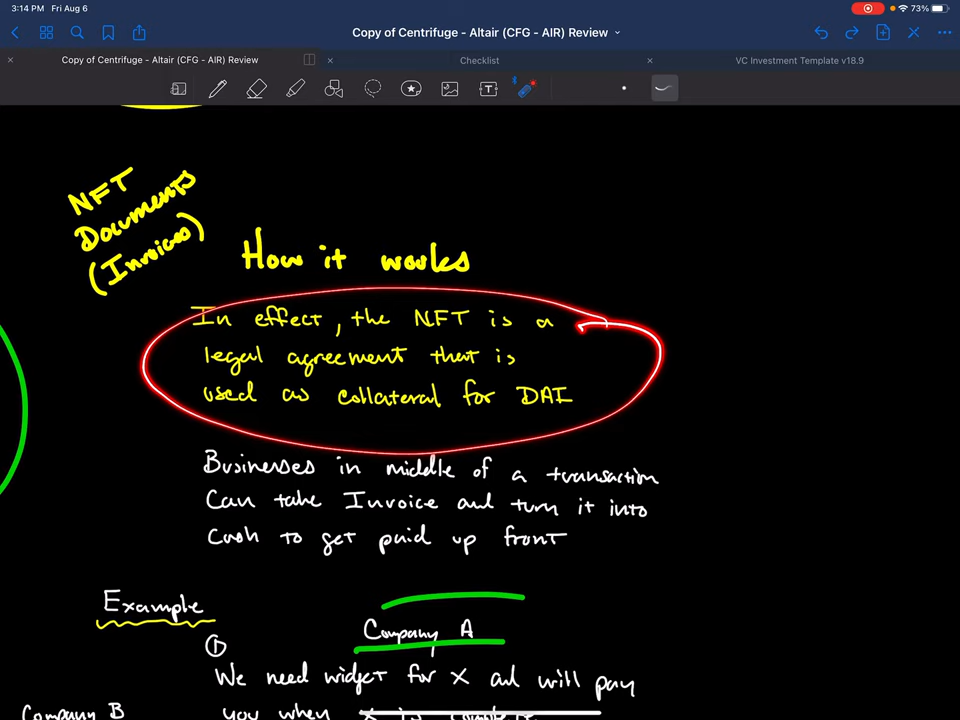 3:14 PM Fri Aug 6
73%
Copy of Centrifuge - Altair (CFG - AIR) Review
Copy of Centrifuge - Altair (CFG - AIR) Review
Checklist
VC Investment Template v18.9
NFT
Documents
(Invoices)
How it works
In effect, the NFT is a
legal agreement that is
used as collateral for DAI
Businesses in middle of a transaction
Can take Invoice and turn it into
Cash to get paid up front
Example
Company A
①
We need widget for X and will pay
Company B
you when X is complete